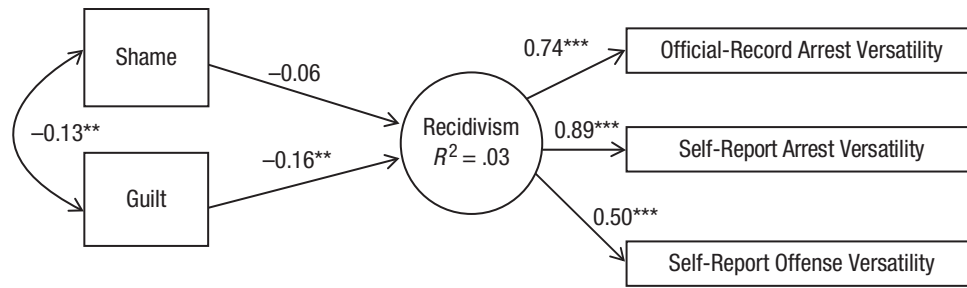 Shame
Guilt
–0.13**
–0.06
–0.16**
Recidivism
R² = .03
0.74***
0.89***
0.50***
Official-Record Arrest Versatility
Self-Report Arrest Versatility
Self-Report Offense Versatility